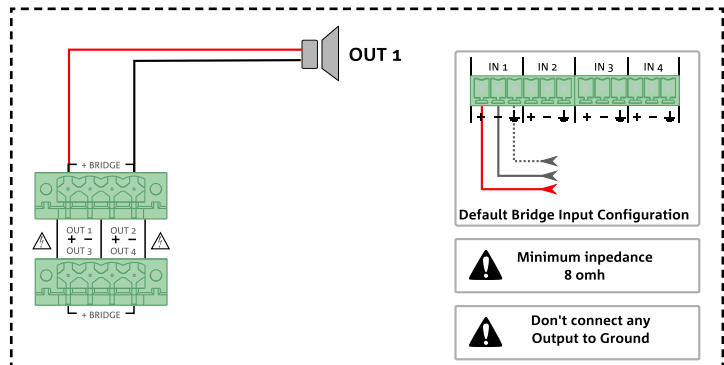 OUT 1
+ BRIDGE
OUT 1 OUT 2
+ - + -
OUT 3 OUT 4
+ BRIDGE
IN 1 IN 2 IN 3 IN 4
+ - + - + - + -
Default Bridge Input Configuration
Minimum inpedance
8 omh
Don't connect any
Output to Ground